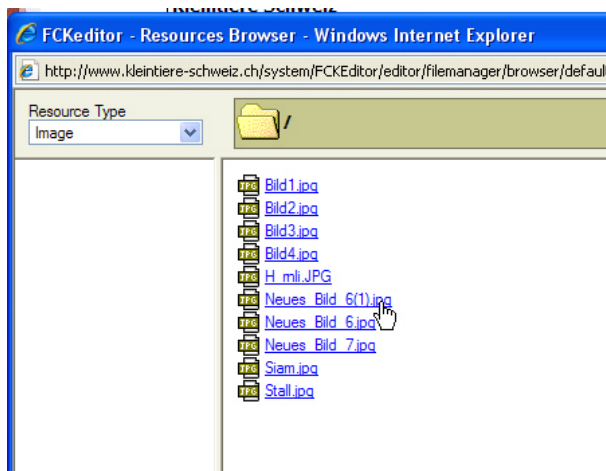 Kleintiere Schweiz
FCKeditor - Resources Browser - Windows Internet Explorer
http://www.kleintiere-schweiz.ch/system/FCKEditor/editor/filemanager/browser/defaul
Resource Type
Image
/
Bild1.jpg
Bild2.jpg
Bild3.jpg
Bild4.jpg
H_mli.JPG
Neues_Bild_6(1).jpg
Neues_Bild_6.jpg
Neues_Bild_7.jpg
Siam.jpg
Stall.jpg